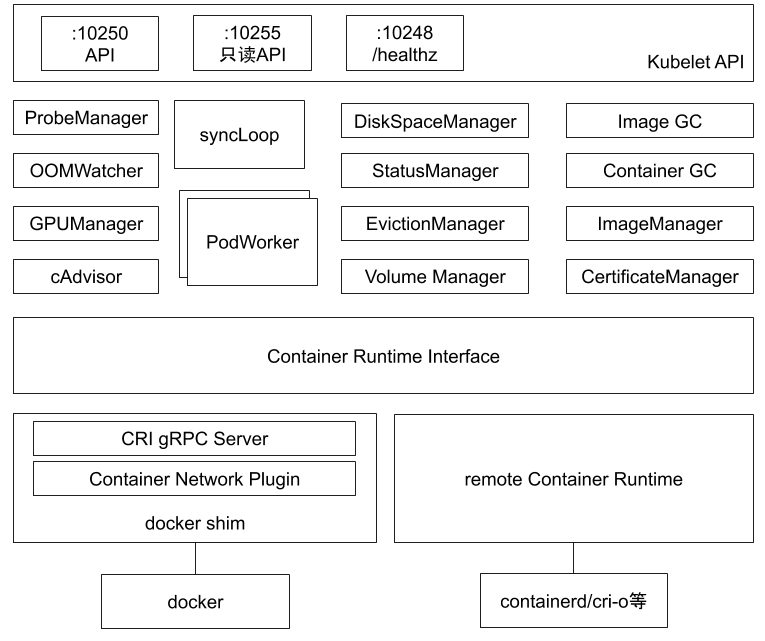 :10250
API
:10255
只读API
:10248
/healthz
Kubelet API
ProbeManager
syncLoop
DiskSpaceManager
Image GC
OOMWatcher
StatusManager
Container GC
GPUManager
PodWorker
EvictionManager
ImageManager
cAdvisor
Volume Manager
CertificateManager
Container Runtime Interface
CRI gRPC Server
Container Network Plugin
docker shim
remote Container Runtime
docker
containerd/cri-o等